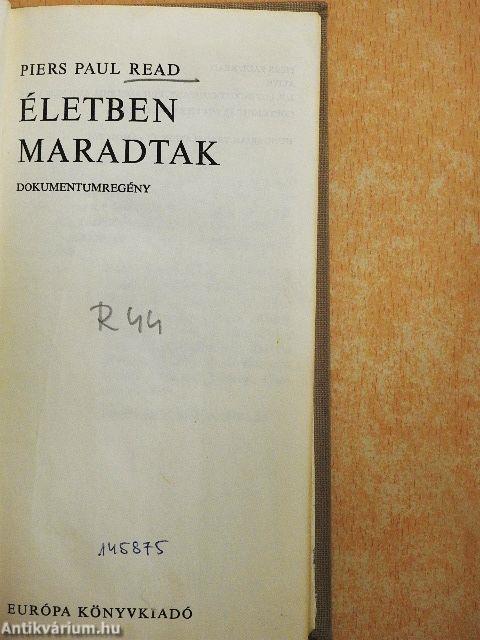 PIERS PAUL READ
ÉLETBEN
MARADTAK
DOKUMENTUMREGÉNY
R 44
145875
EURÓPA KÖNYVKIADÓ
Antikvárium.hu